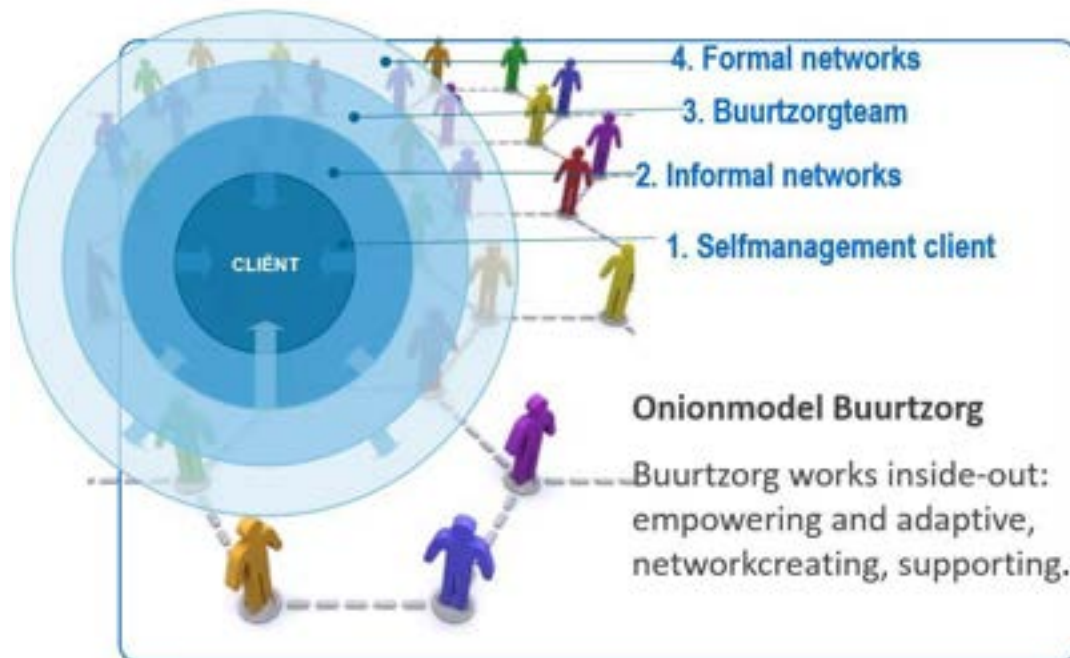 4. Formal networks
3. Buurtzorgteam
2. Informal networks
1. Selfmanagement client
CLIËNT
Onionmodel Buurtzorg
Buurtzorg works inside-out:
empowering and adaptive,
networkcreating, supporting.